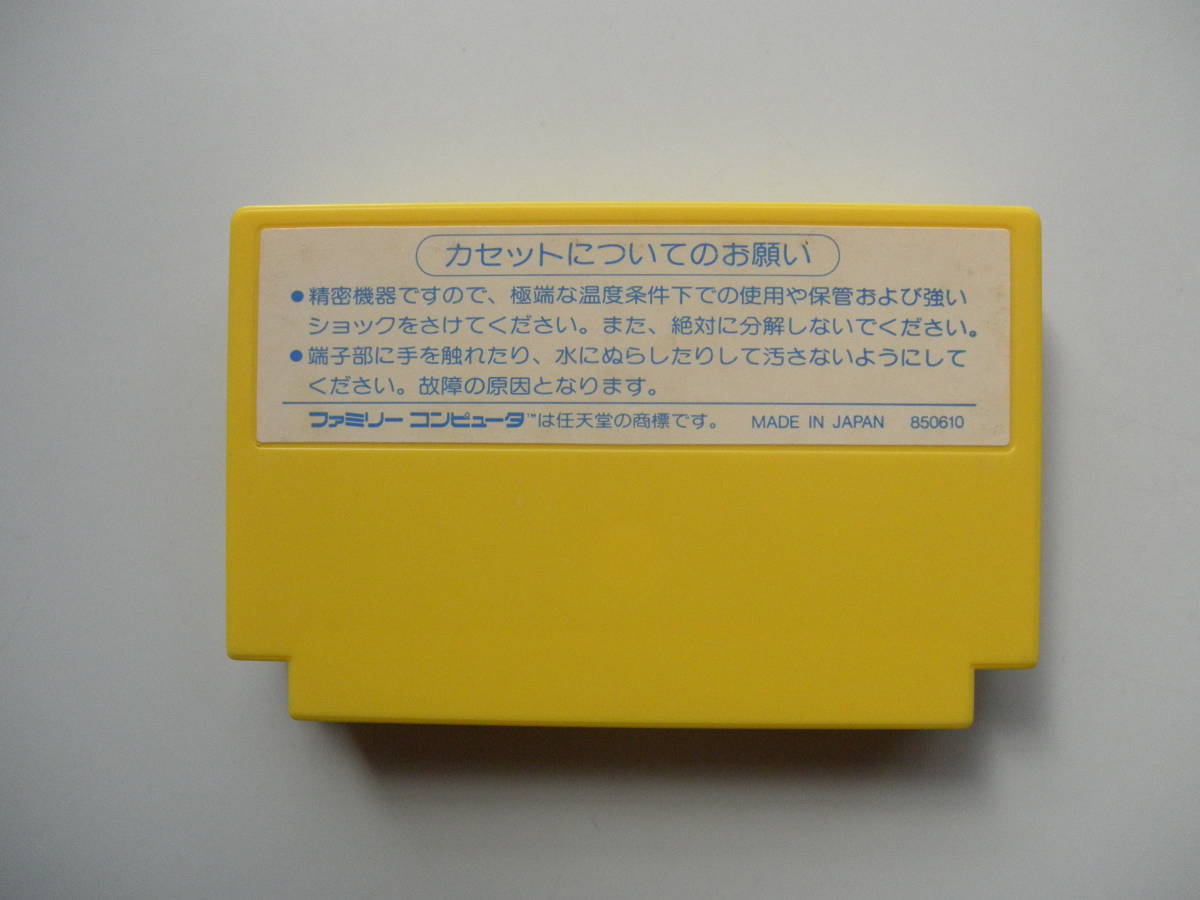 カセットについてのお願い
●精密機器ですので、極端な温度条件下での使用や保管および強い
ショックをさけてください。また、絶対に分解しないでください。
●端子部に手を触れたり、水にぬらしたりして汚さないようにして
ください。故障の原因となります。
ファミリー コンピュータ™は任天堂の商標です。 MADE IN JAPAN 850610